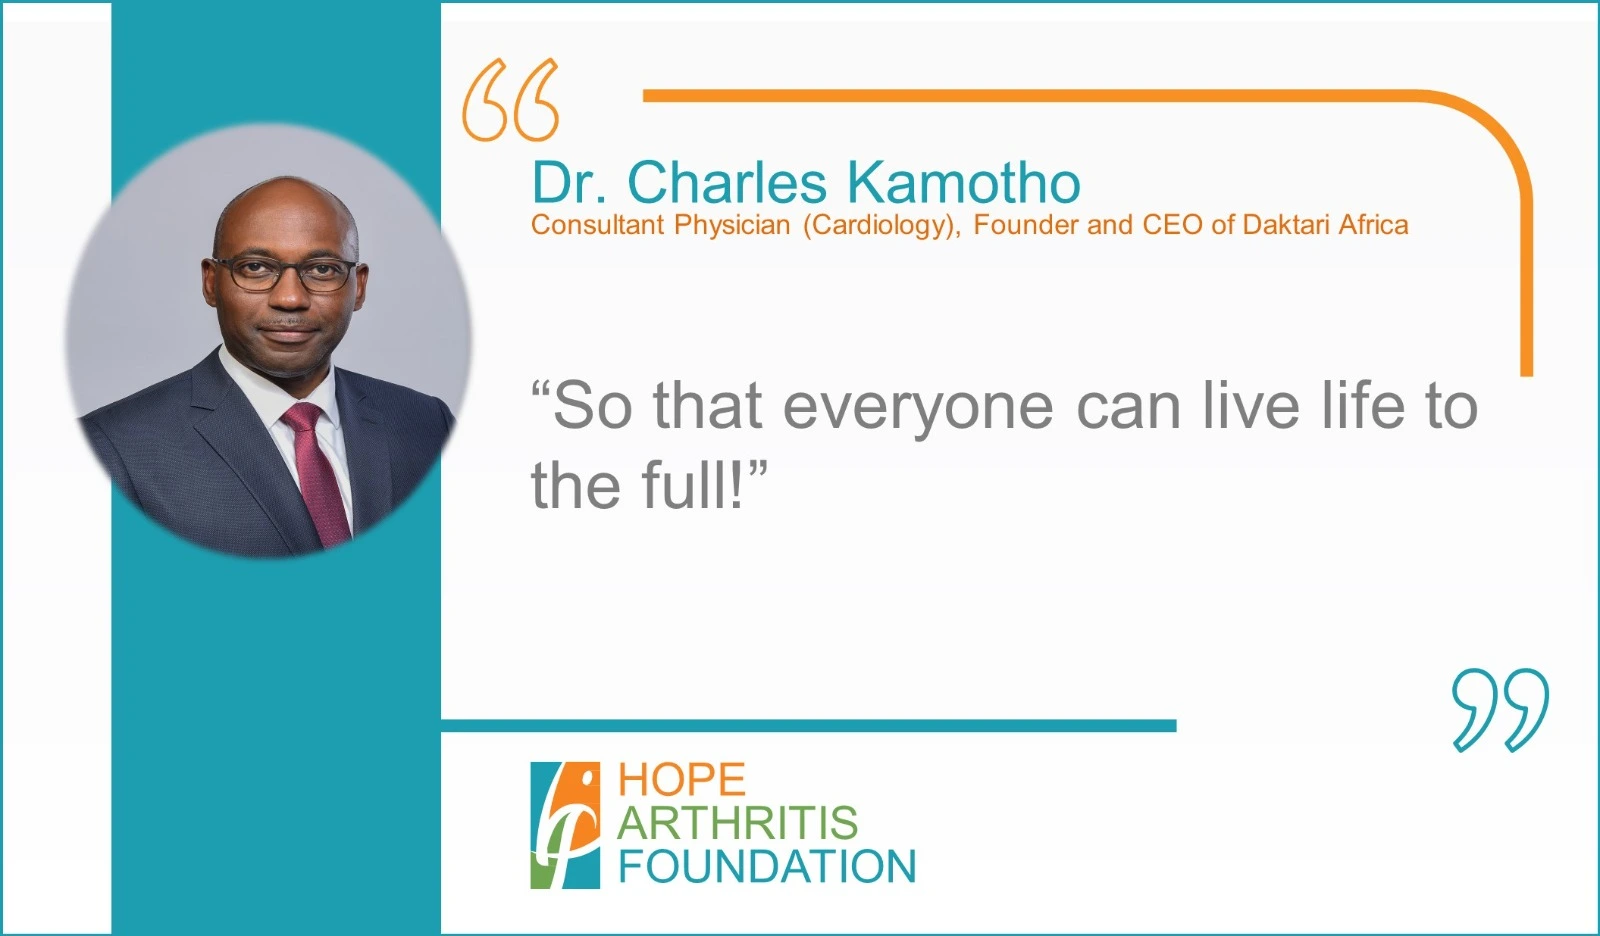 Dr. Charles Kamotho
Consultant Physician (Cardiology), Founder and CEO of Daktari Africa
“So that everyone can live life to
the full!”
HOPE
ARTHRITIS
FOUNDATION